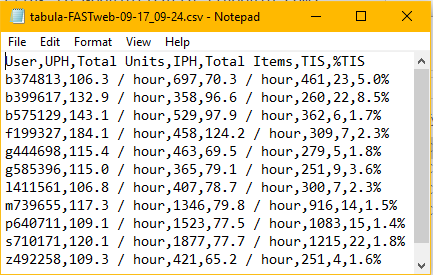 tabula-FASTweb-09-17_09-24.csv - Notepad
File Edit Format View Help
User,UPH,Total Units,IPH,Total Items,TIS,%TIS
b374813,106.3 / hour,697,70.3 / hour,461,23,5.0%
b399617,132.9 / hour,358,96.6 / hour,260,22,8.5%
b575129,143.1 / hour,529,97.9 / hour,362,6,1.7%
f199327,184.1 / hour,458,124.2 / hour,309,7,2.3%
g444698,115.4 / hour,463,69.5 / hour,279,5,1.8%
g585396,115.0 / hour,365,79.1 / hour,251,9,3.6%
l411561,106.8 / hour,407,78.7 / hour,300,7,2.3%
m739655,117.3 / hour,1346,79.8 / hour,916,14,1.5%
p640711,109.1 / hour,1523,77.5 / hour,1083,15,1.4%
s710171,120.1 / hour,1877,77.7 / hour,1215,22,1.8%
z492258,109.3 / hour,421,65.2 / hour,251,4,1.6%